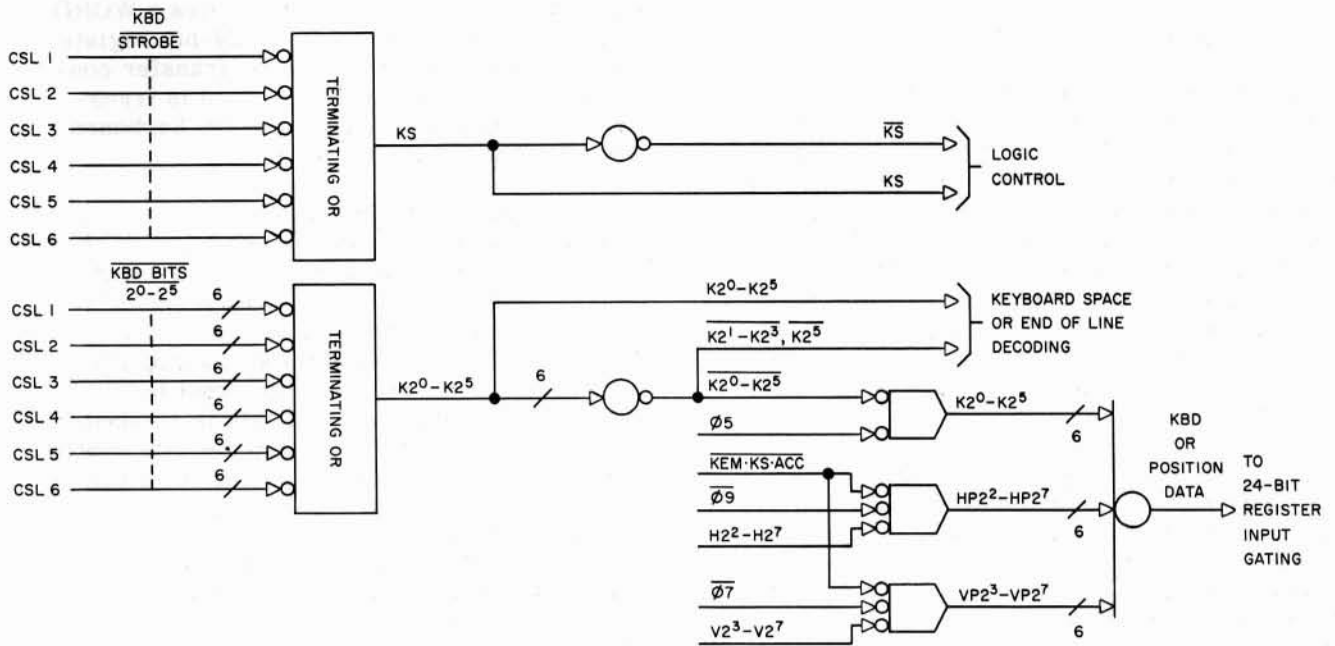 KBD
STROBE
CSL 1
CSL 2
CSL 3
CSL 4
CSL 5
CSL 6
TERMINATING OR
KS
K̅S̅
KS
LOGIC
CONTROL
KBD BITS
2⁰-2⁵
CSL 1
6
CSL 2
6
CSL 3
6
CSL 4
6
CSL 5
6
CSL 6
6
TERMINATING OR
K2⁰-K2⁵
6
K2⁰-K2⁵
K2¹-K2³, K2⁵
KEYBOARD SPACE
OR END OF LINE
DECODING
K2⁰-K2⁵
Ø5
K2⁰-K2⁵
6
KEM·KS·ACC
Ø9
H2²-H2⁷
HP2²-HP2⁷
6
Ø7
V2³-V2⁷
VP2³-VP2⁷
6
KBD
OR
POSITION
DATA
TO
24-BIT
REGISTER
INPUT
GATING